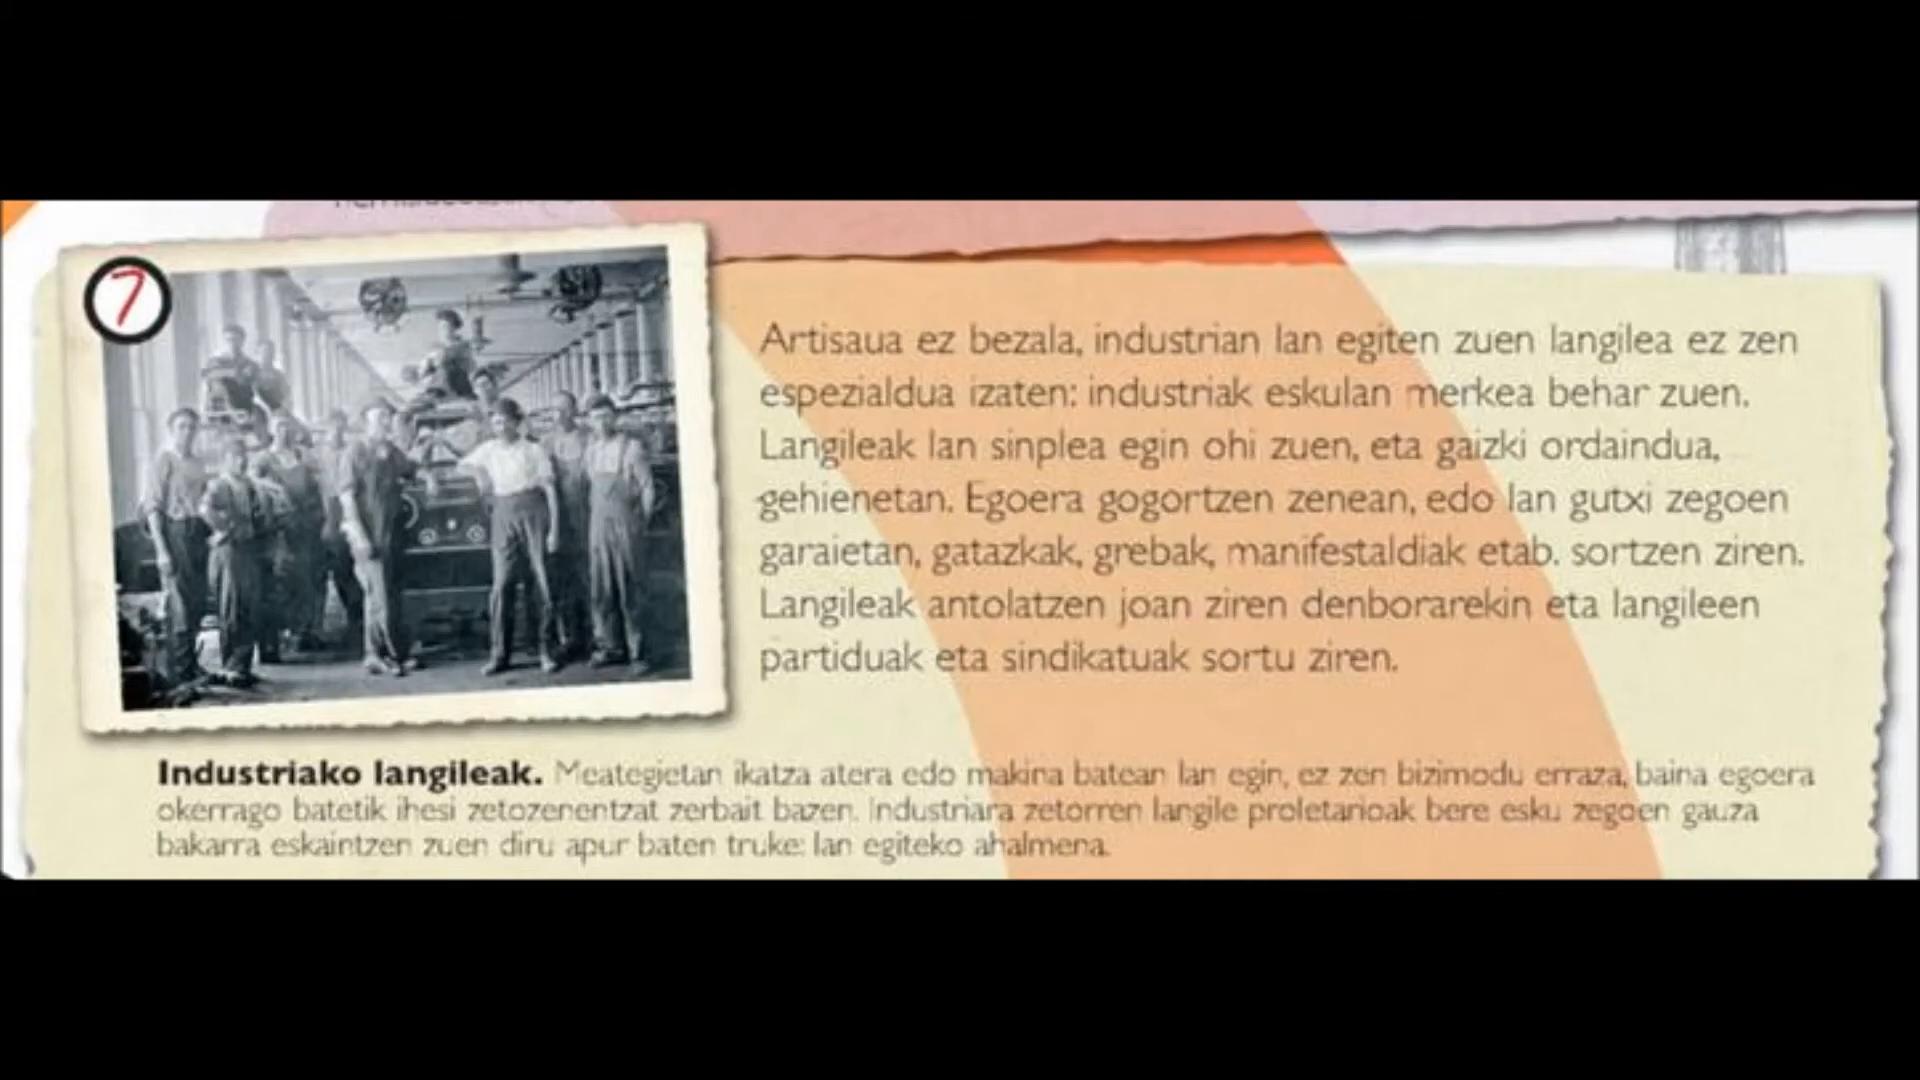 7
Artisaua ez bezala, industrian lan egiten zuen langilea ez zen
espezialdua izaten: industriak eskulan merkea behar zuen.
Langileak lan sinplea egin ohi zuen, eta gaizki ordaindua,
gehienetan. Egoera gogortzen zenean, edo lan gutxi zegoen
garaietan, gatazkak, grebak, manifestaldiak etab. sortzen ziren.
Langileak antolatzen joan ziren denborarekin eta langileen
partiduak eta sindikatuak sortu ziren.
Industriako langileak. Meategietan ikatza atera edo makina batean lan egin, ez zen bizimodu erraza, baina egoera
okerrago batetik ihesi zetozenentzat zerbait bazen. Industriara zetorren langile proletarioak bere esku zegoen gauza
bakarra eskaintzen zuen diru apur baten truke: lan egiteko ahalmena.